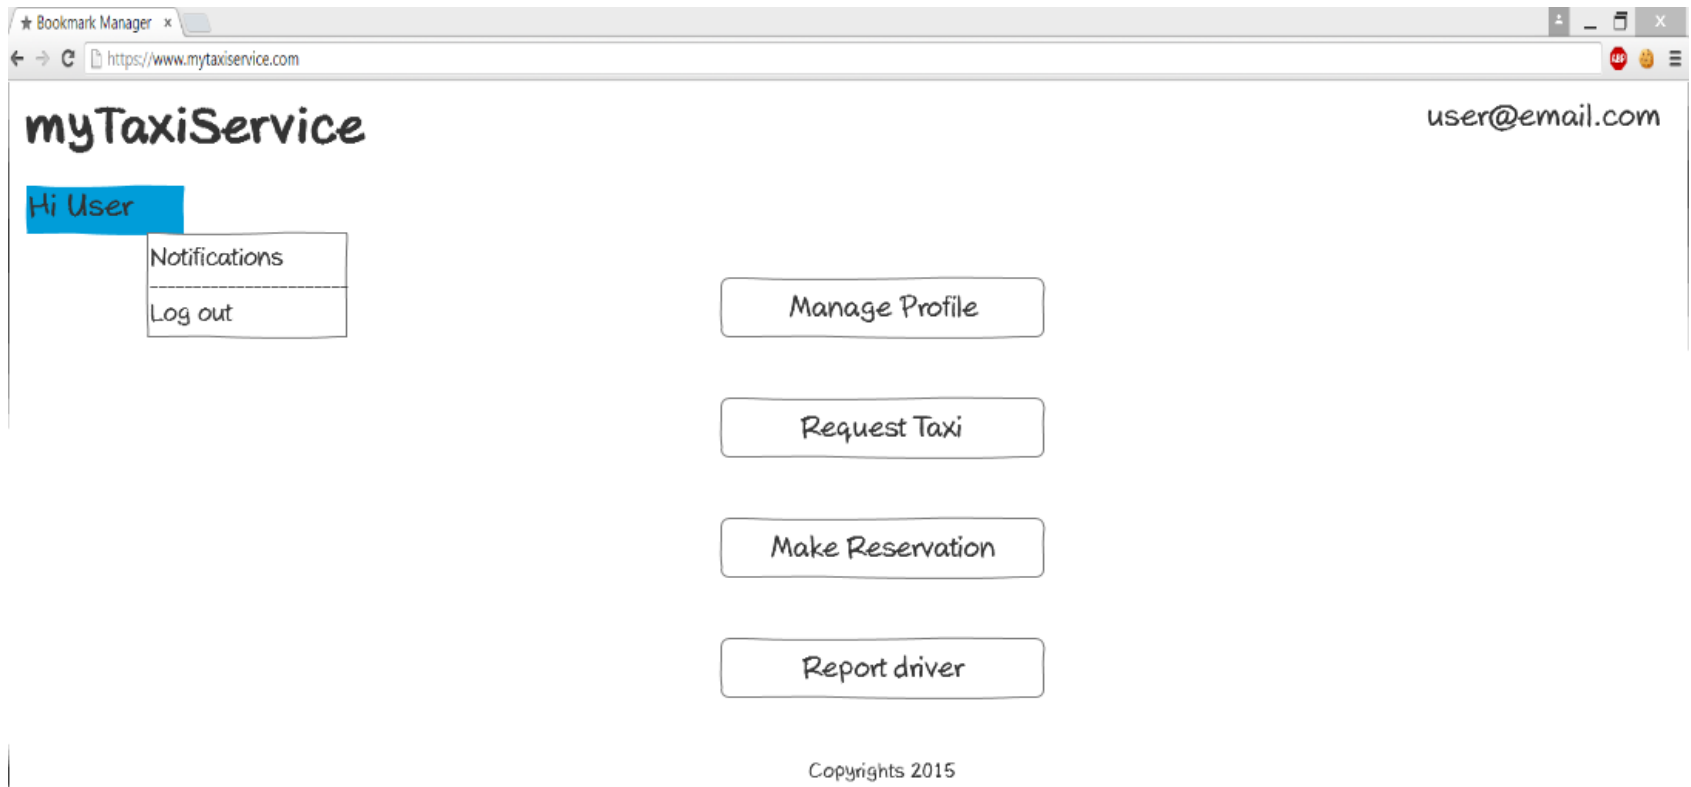 Bookmark Manager
https://www.mytaxiservice.com
ABP
myTaxiService
user@email.com
Hi User
Notifications
Log out
Manage Profile
Request Taxi
Make Reservation
Report driver
Copyrights 2015